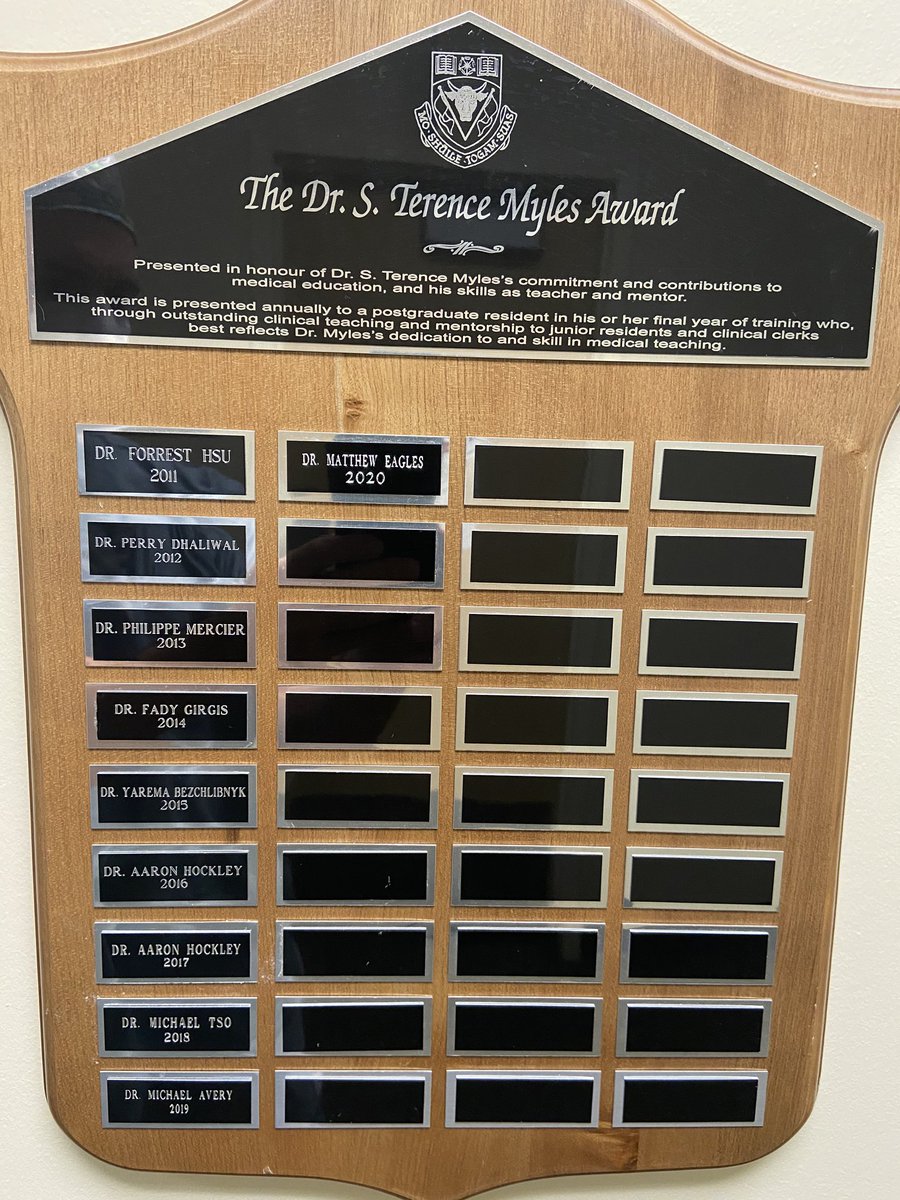 MO·SHÙILE·TOGAM·SUAS
The Dr. S. Terence Myles Award
Presented in honour of Dr. S. Terence Myles's commitment and contributions to
medical education, and his skills as teacher and mentor.
This award is presented annually to a postgraduate resident in his or her final year of training who,
through outstanding clinical teaching and mentorship to junior residents and clinical clerks
best reflects Dr. Myles's dedication to and skill in medical teaching.
DR. FORREST HSU
2011
DR. PERRY DHALIWAL
2012
DR. PHILIPPE MERCIER
2013
DR. FADY GIRGIS
2014
DR. YAREMA BEZCHLIBNYK
2015
DR. AARON HOCKLEY
2016
DR. AARON HOCKLEY
2017
DR. MICHAEL TSO
2018
DR. MICHAEL AVERY
2019
DR. MATTHEW EAGLES
2020